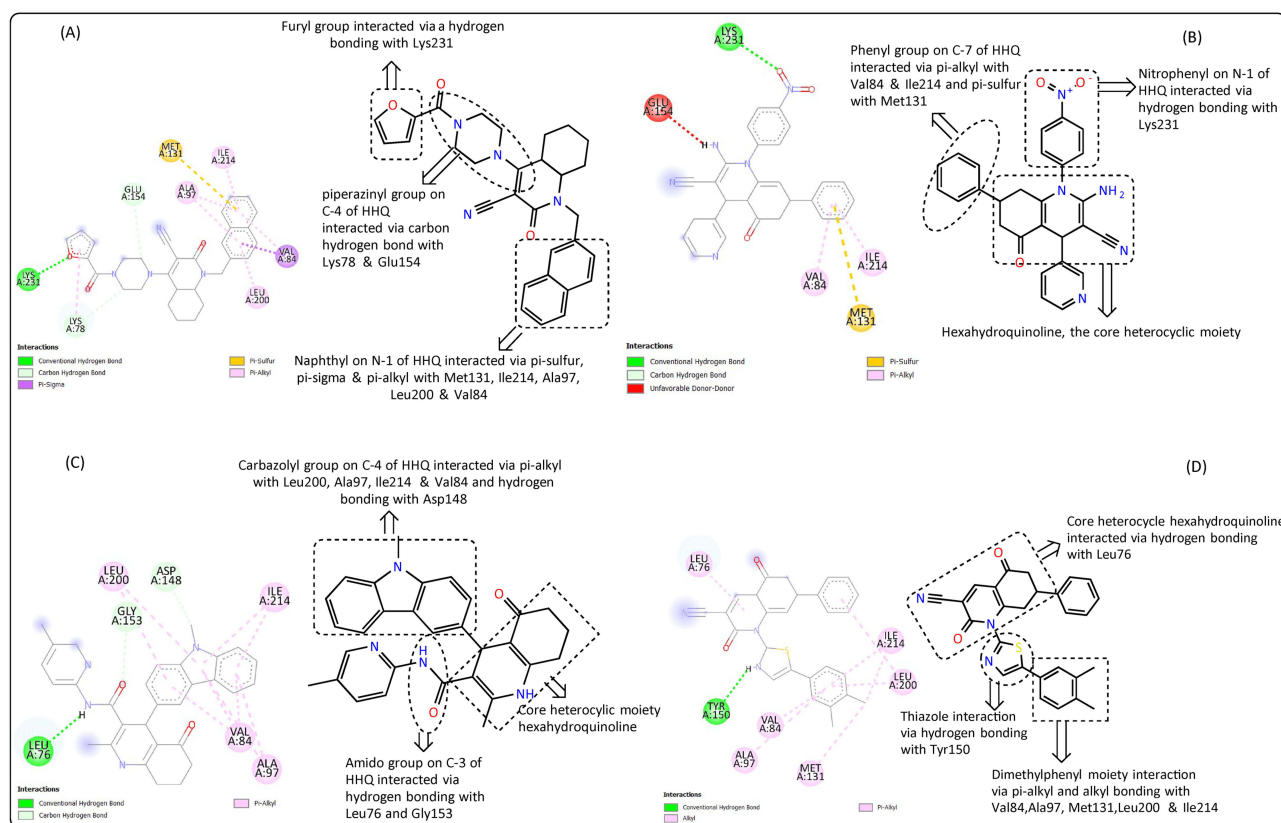 (A)
Furyl group interacted via a hydrogen
bonding with Lys231
O
O
N
N
N
N
O
piperazinyl group on
C-4 of HHQ
interacted via carbon
hydrogen bond with
Lys78 & Glu154
Naphthyl on N-1 of HHQ interacted via pi-sulfur,
pi-sigma & pi-alkyl with Met131, Ile214, Ala97,
Leu200 & Val84
MET
A:131
ILE
A:214
GLU
A:154
ALA
A:97
VAL
A:84
LEU
A:200
LYS
A:231
LYS
A:78
Interactions
Conventional Hydrogen Bond
Carbon Hydrogen Bond
Pi-Sigma
Pi-Sulfur
Pi-Alkyl
(B)
LYS
A:231
GLU
A:154
H
VAL
A:84
ILE
A:214
MET
A:131
Phenyl group on C-7 of HHQ
interacted via pi-alkyl with
Val84 & Ile214 and pi-sulfur
with Met131
Nitrophenyl on N-1 of
HHQ interacted via
hydrogen bonding with
Lys231
O
N+
O-
N
NH2
N
O
N
Hexahydroquinoline, the core heterocyclic moiety
Interactions
Conventional Hydrogen Bond
Carbon Hydrogen Bond
Unfavorable Donor-Donor
Pi-Sulfur
Pi-Alkyl
(C)
Carbazolyl group on C-4 of HHQ interacted via pi-alkyl
with Leu200, Ala97, Ile214 & Val84 and hydrogen
bonding with Asp148
LEU
A:200
ASP
A:148
GLY
A:153
ILE
A:214
VAL
A:84
ALA
A:97
LEU
A:76
H
N
O
H
N
N
O
NH
Core heterocylic moiety
hexahydroquinoline
Amido group on C-3 of
HHQ interacted via
hydrogen bonding with
Leu76 and Gly153
Interactions
Conventional Hydrogen Bond
Carbon Hydrogen Bond
Pi-Alkyl
(D)
LEU
A:76
ILE
A:214
LEU
A:200
TYR
A:150
VAL
A:84
ALA
A:97
MET
A:131
Core heterocycle hexahydroquinoline
interacted via hydrogen bonding
with Leu76
O
N
O
N
S
N
Thiazole interaction
via hydrogen bonding
with Tyr150
Dimethylphenyl moiety interaction
via pi-alkyl and alkyl bonding with
Val84,Ala97, Met131,Leu200 & Ile214
Interactions
Conventional Hydrogen Bond
Alkyl
Pi-Alkyl